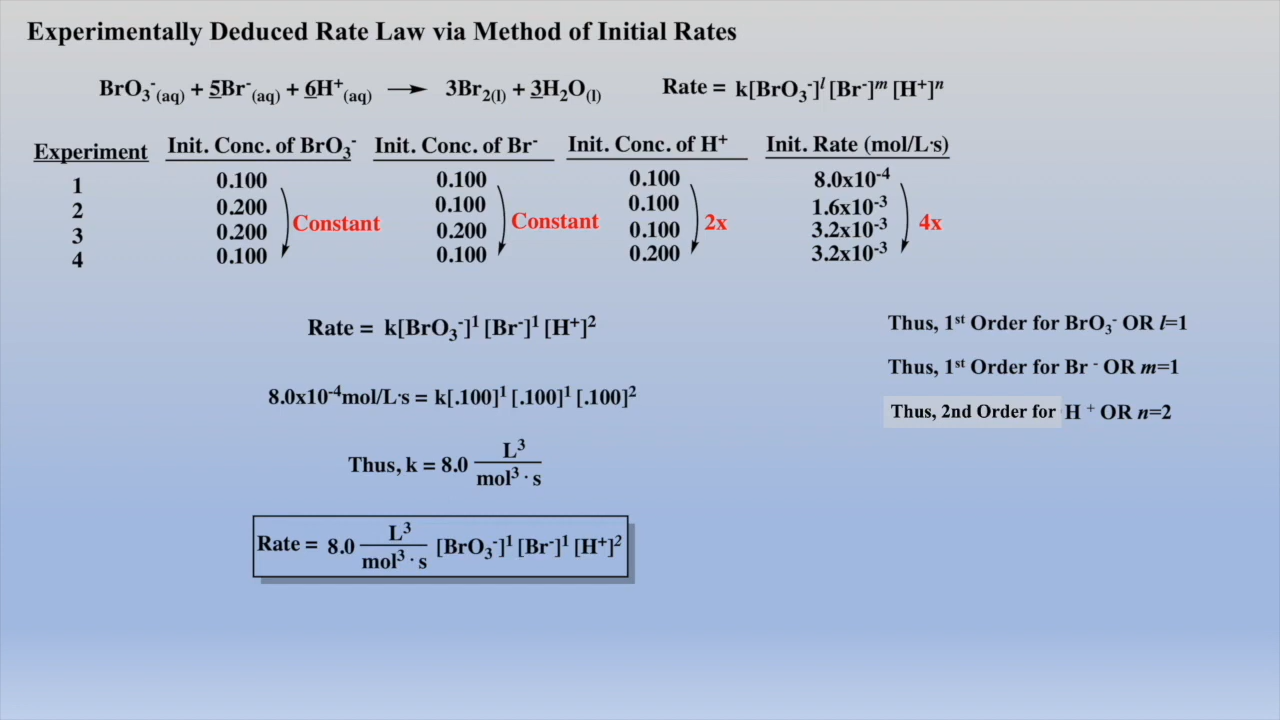 Experimentally Deduced Rate Law via Method of Initial Rates
BrO₃⁻(aq) + 5Br⁻(aq) + 6H⁺(aq) ⟶ 3Br₂(l) + 3H₂O(l) Rate = k[BrO₃⁻]ˡ [Br⁻]ᵐ [H⁺]ⁿ
Experiment Init. Conc. of BrO₃⁻ Init. Conc. of Br⁻ Init. Conc. of H⁺ Init. Rate (mol/L·s)
1 0.100 0.100 0.100 8.0x10⁻⁴
2 0.200 0.100 0.100 1.6x10⁻³
Constant Constant 2x 4x
3 0.200 0.200 0.100 3.2x10⁻³
4 0.100 0.100 0.200 3.2x10⁻³
Rate = k[BrO₃⁻]¹ [Br⁻]¹ [H⁺]²
Thus, 1ˢᵗ Order for BrO₃⁻ OR l=1
Thus, 1ˢᵗ Order for Br ⁻ OR m=1
8.0x10⁻⁴mol/L·s = k[.100]¹ [.100]¹ [.100]²
Thus, 2nd Order for H ⁺ OR n=2
Thus, k = 8.0 L³
mol³ · s
Rate = 8.0 L³ [BrO₃⁻]¹ [Br⁻]¹ [H⁺]²
mol³ · s